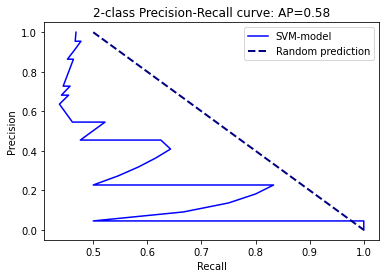 2-class Precision-Recall curve: AP=0.58
SVM-model
Random prediction
Precision
1.0
0.8
0.6
0.4
0.2
0.0
0.5
0.6
0.7
0.8
0.9
1.0
Recall